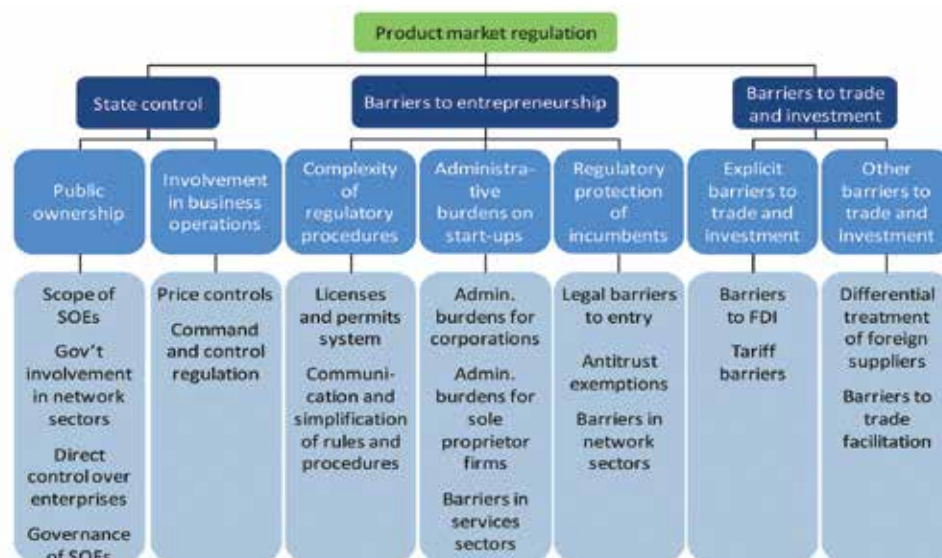 Product market regulation
State control
Barriers to entrepreneurship
Barriers to trade
and investment
Public
ownership
Involvement
in business
operations
Complexity
of
regulatory
procedures
Administra-
tive
burdens on
start-ups
Regulatory
protection
of
incumbents
Explicit
barriers to
trade and
investment
Other
barriers to
trade and
investment
Scope of
SOEs
Gov't
involvement
in network
sectors
Direct
control over
enterprises
Governance
of SOEs
Price controls
Command
and control
regulation
Licenses
and permits
system
Communi-
cation and
simplification
of rules and
procedures
Admin.
burdens for
corporations
Admin.
burdens for
sole
proprietor
firms
Barriers in
services
sectors
Legal barriers
to entry
Antitrust
exemptions
Barriers in
network
sectors
Barriers
to FDI
Tariff
barriers
Differential
treatment
of foreign
suppliers
Barriers to
trade
facilitation